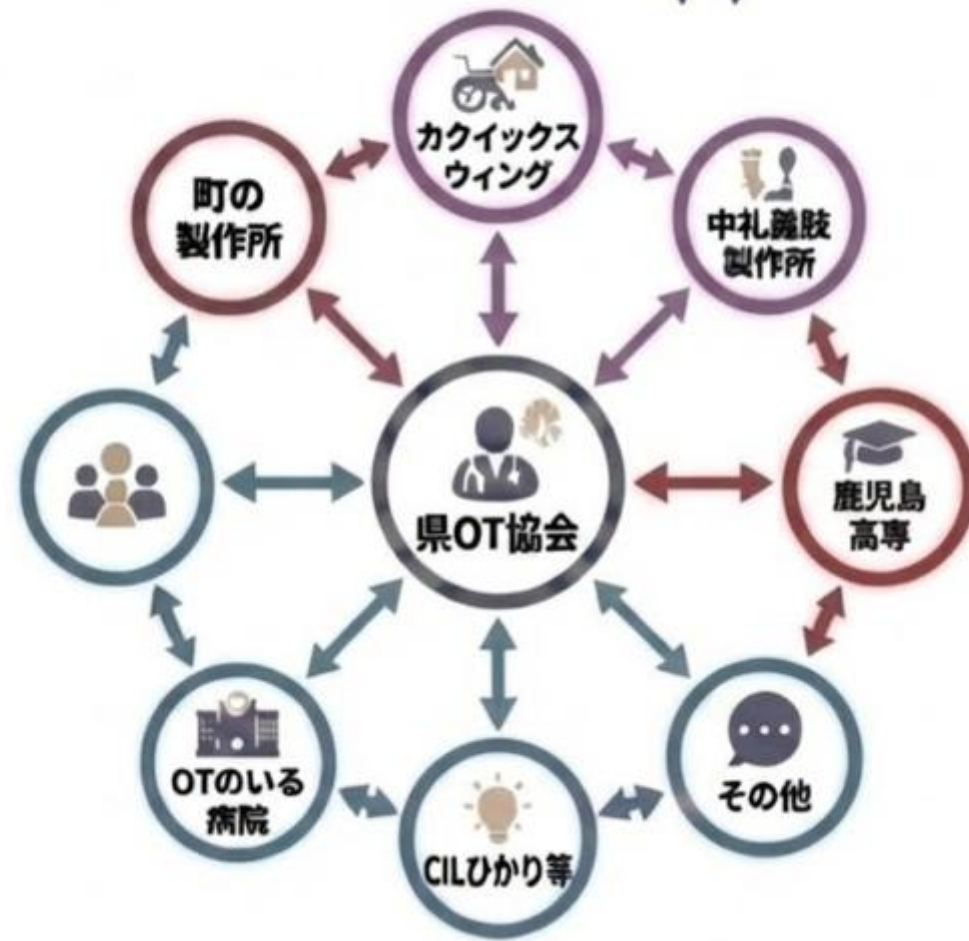 カクイックス
ウィング
町の
製作所
中礼義肢
製作所
県OT協会
鹿児島
高専
OTのいる
病院
その他
CILひかり等